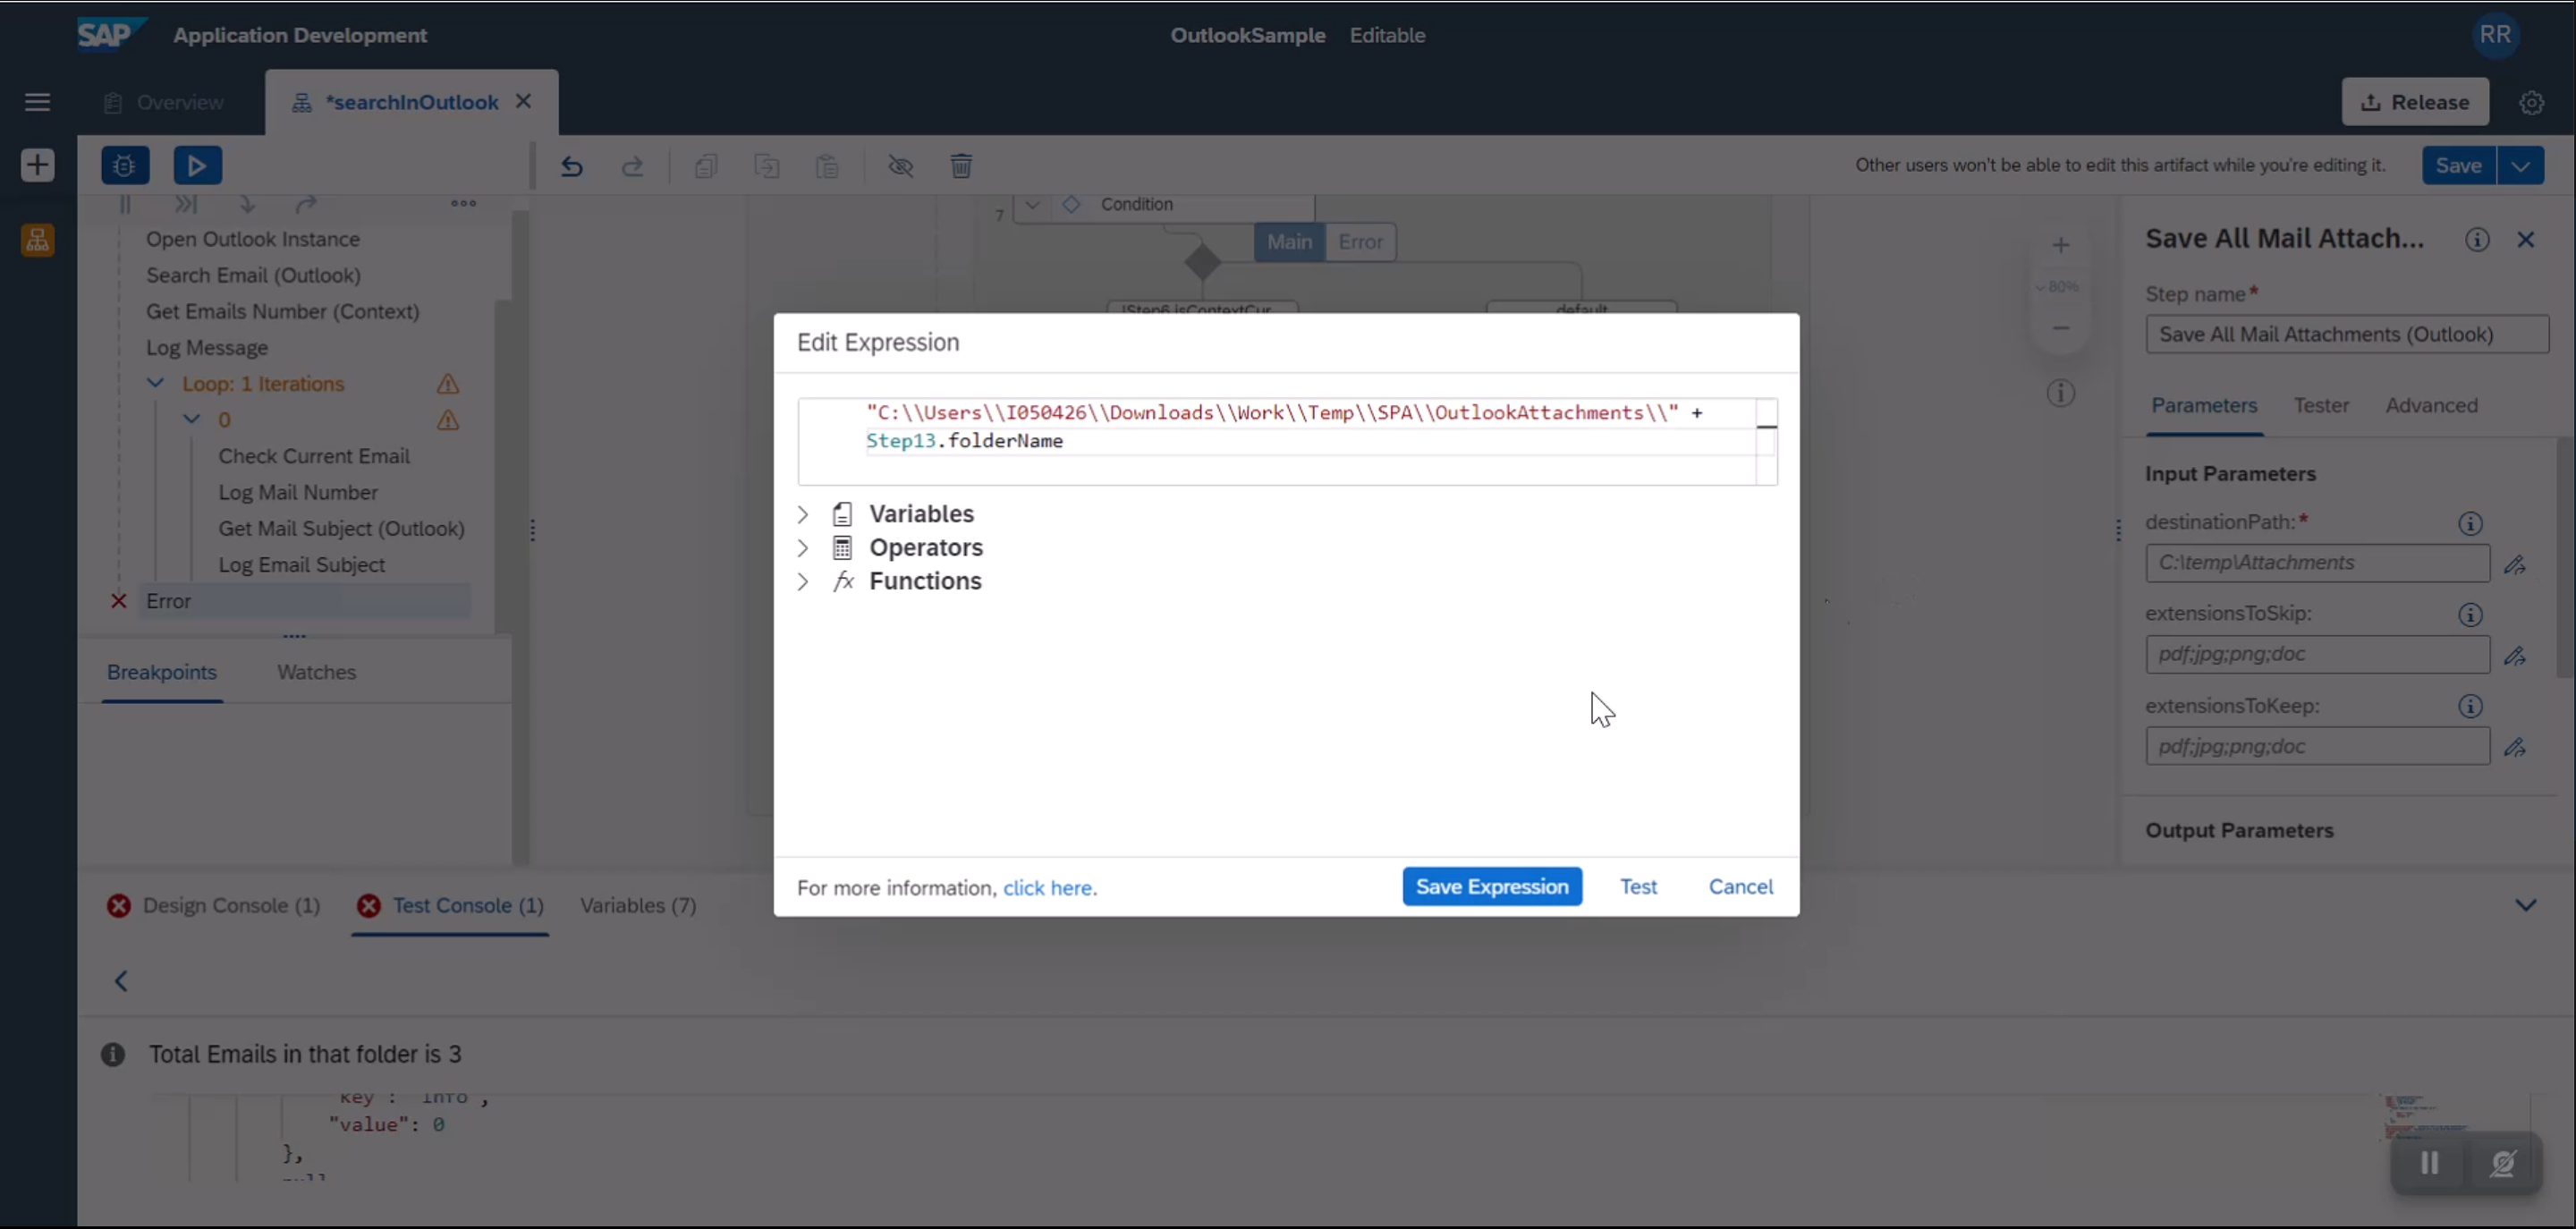 SAP Application Development
OutlookSample Editable
RR
Overview
*searchInOutlook
Release
Other users won't be able to edit this artifact while you're editing it.
Save
Open Outlook Instance
Search Email (Outlook)
Get Emails Number (Context)
Log Message
Loop: 1 Iterations
0
Check Current Email
Log Mail Number
Get Mail Subject (Outlook)
Log Email Subject
Error
Breakpoints
Watches
7
Condition
Main
Error
!Step6.isContextCur
default
80%
Edit Expression
"C:\\Users\\I050426\\Downloads\\Work\\Temp\\SPA\\OutlookAttachments\\" +
Step13.folderName
Variables
Operators
fx Functions
For more information, click here.
Save Expression
Test
Cancel
Save All Mail Attach...
Step name*
Save All Mail Attachments (Outlook)
Parameters
Tester
Advanced
Input Parameters
destinationPath:*
C:\temp\Attachments
extensionsToSkip:
pdf;jpg;png;doc
extensionsToKeep:
pdf;jpg;png;doc
Output Parameters
Design Console (1)
Test Console (1)
Variables (7)
Total Emails in that folder is 3
"key": "info",
"value": 0
},
null